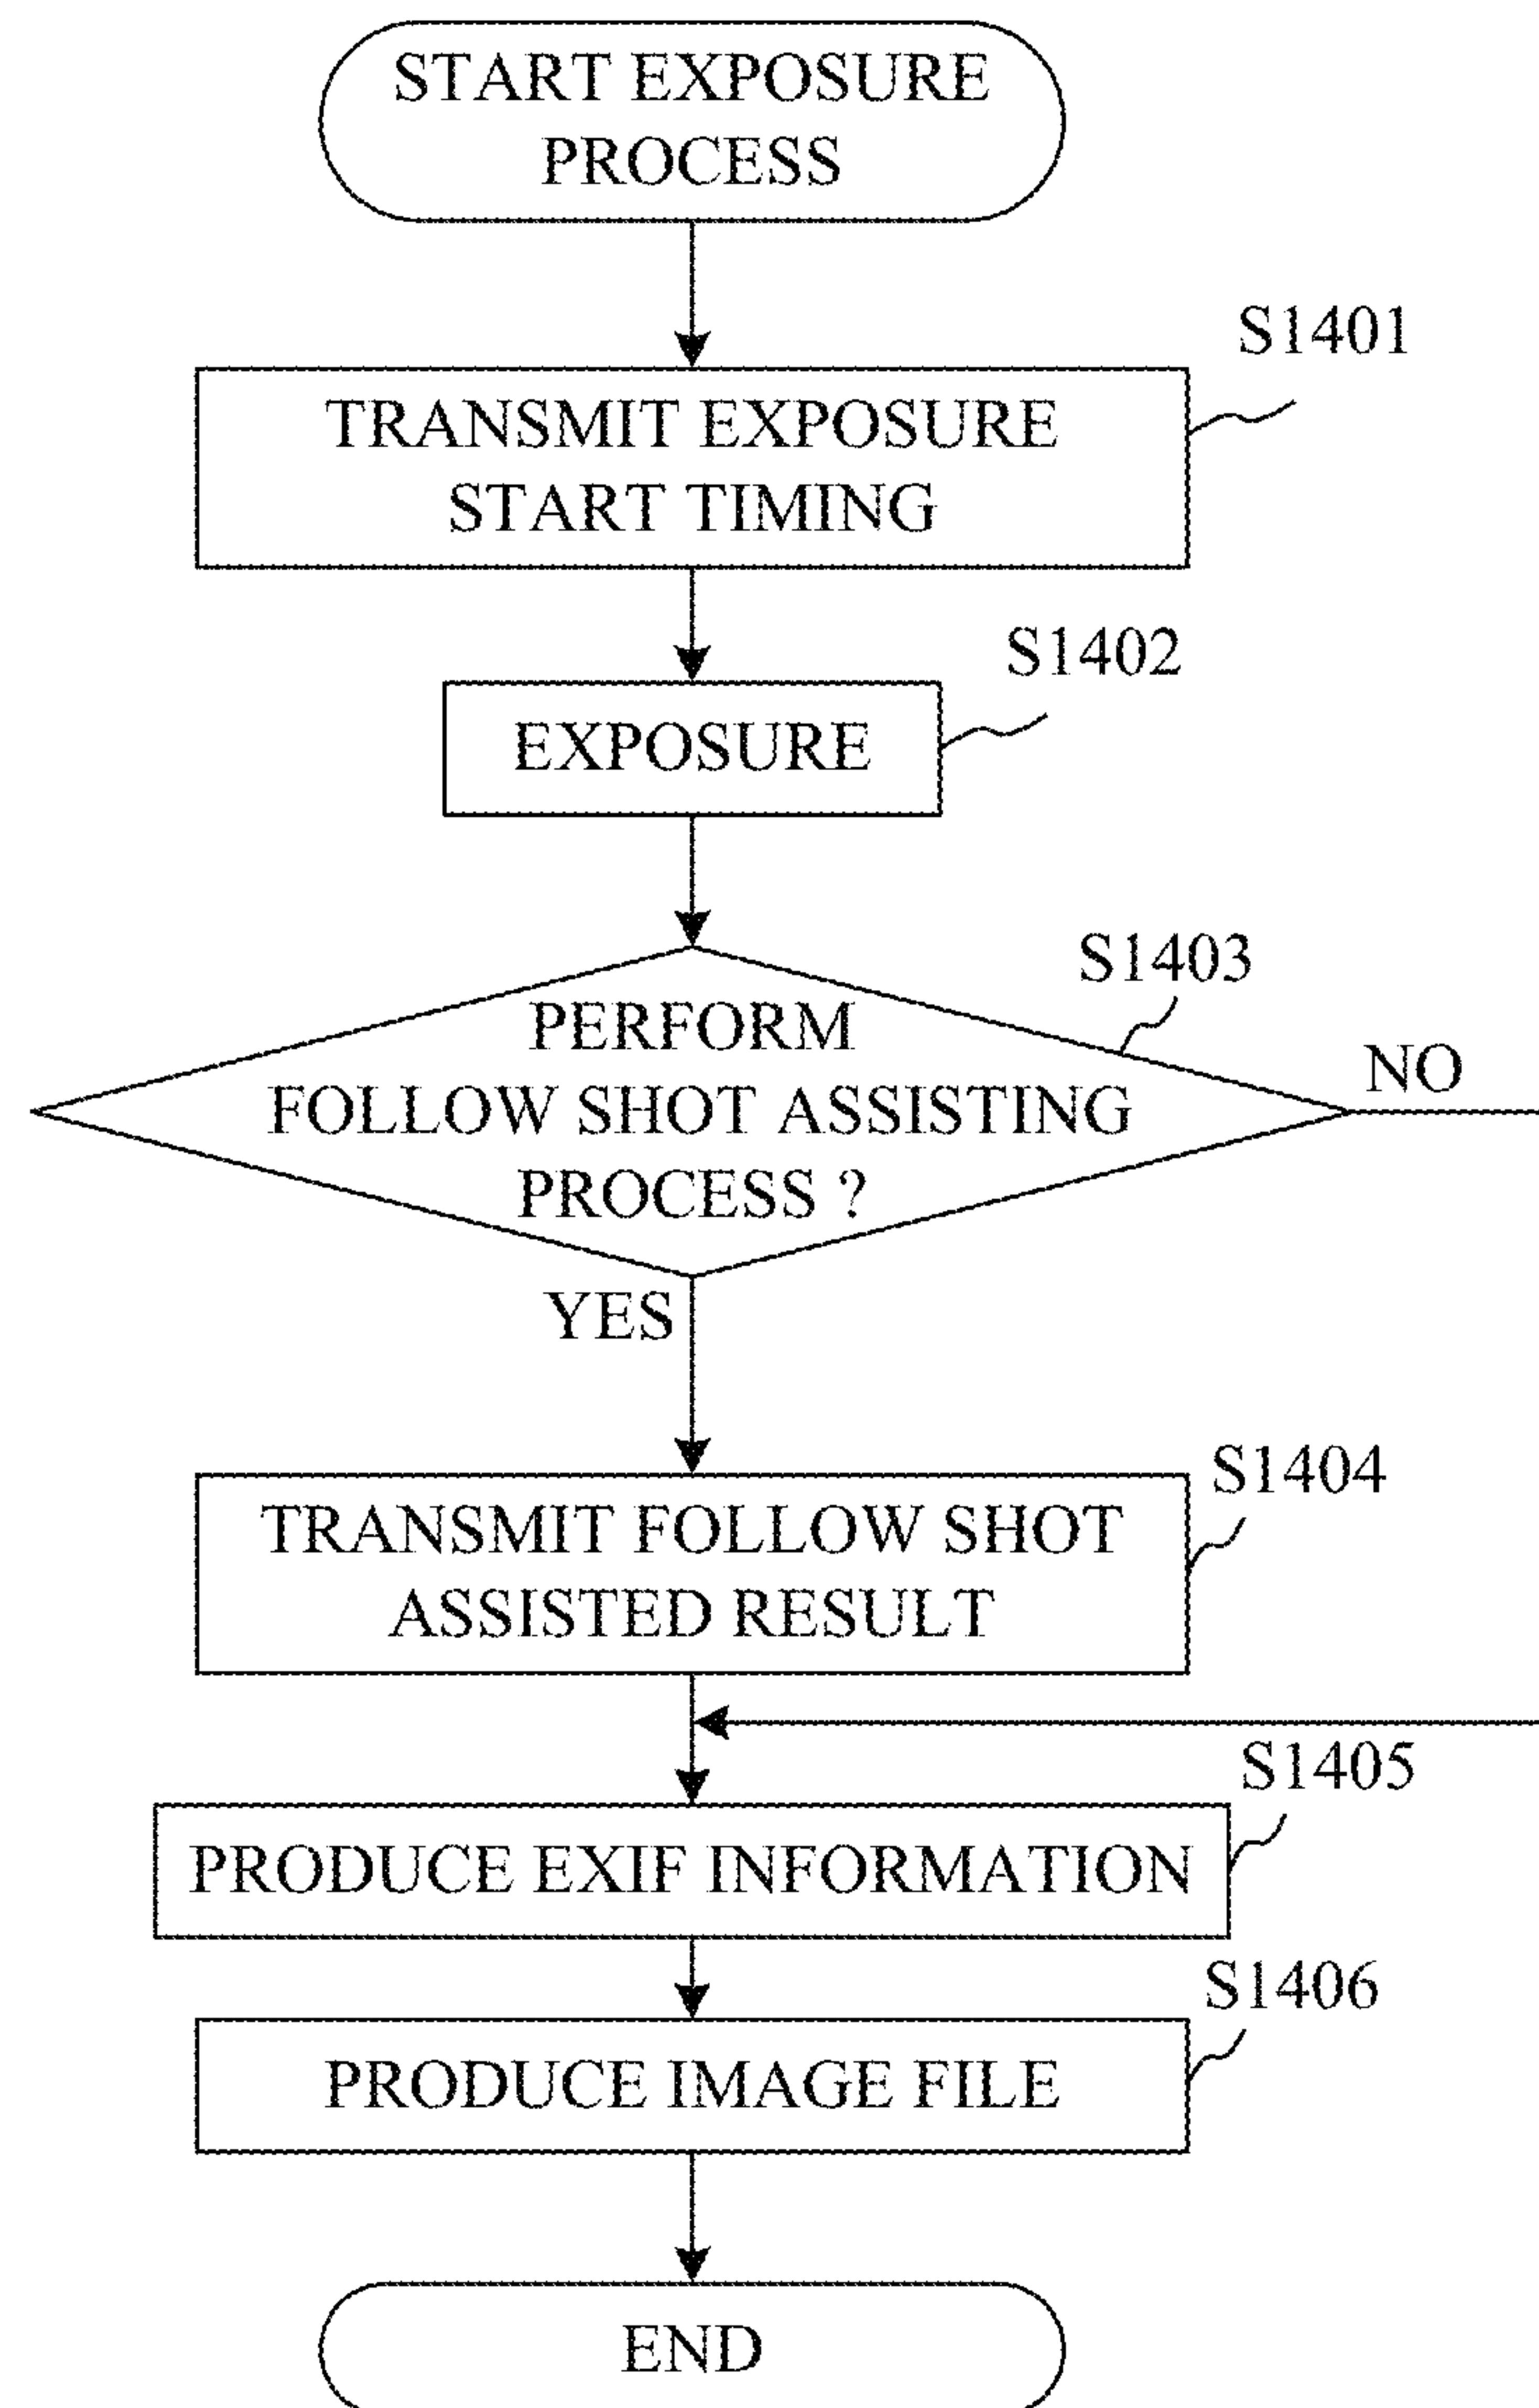 START EXPOSURE
PROCESS
S1401
TRANSMIT EXPOSURE
START TIMING
S1402
EXPOSURE
S1403
PERFORM
FOLLOW SHOT ASSISTING
PROCESS ?
NO
YES
S1404
TRANSMIT FOLLOW SHOT
ASSISTED RESULT
S1405
PRODUCE EXIF INFORMATION
S1406
PRODUCE IMAGE FILE
END